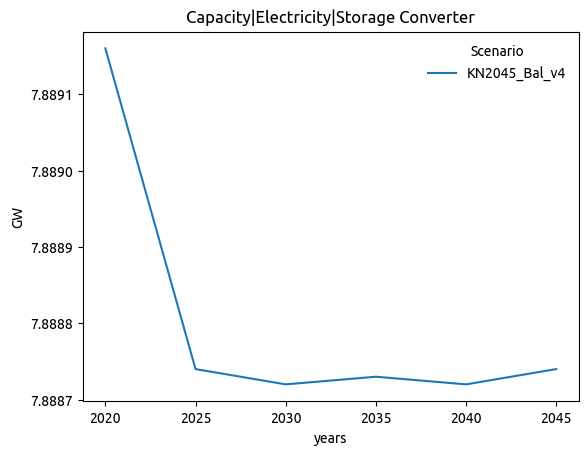 Capacity|Electricity|Storage Converter
Scenario
KN2045_Bal_v4
7.8891
7.8890
7.8889
7.8888
7.8887
GW
2020 2025 2030 2035 2040 2045
years